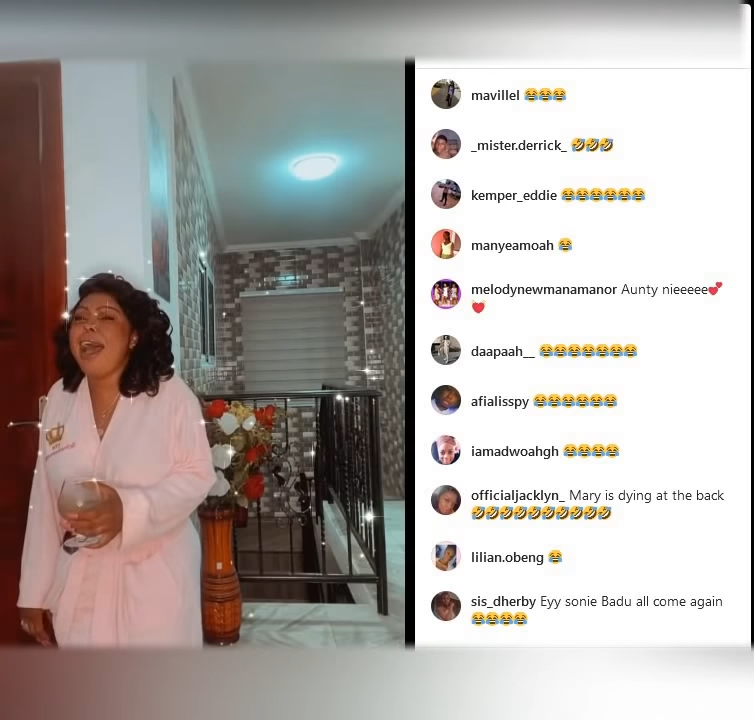 mavillel 😂😂😂
_mister.derrick_ 🤣🤣🤣
kemper_eddie 😂😂😂😂😂😂
manyeamoah 😂
melodynewmanamanor Aunty nieeeee💕
💓
daapaah__ 😂😂😂😂😂😂😂
afialisspy 😂😂😂😂😂😂
iamadwoahgh 😂😂😂😂
officialjacklyn_ Mary is dying at the back
🤣🤣🤣🤣🤣🤣🤣🤣🤣🤣
lilian.obeng 😂
sis_dherby Eyy sonie Badu all come again
😂😂😂😂